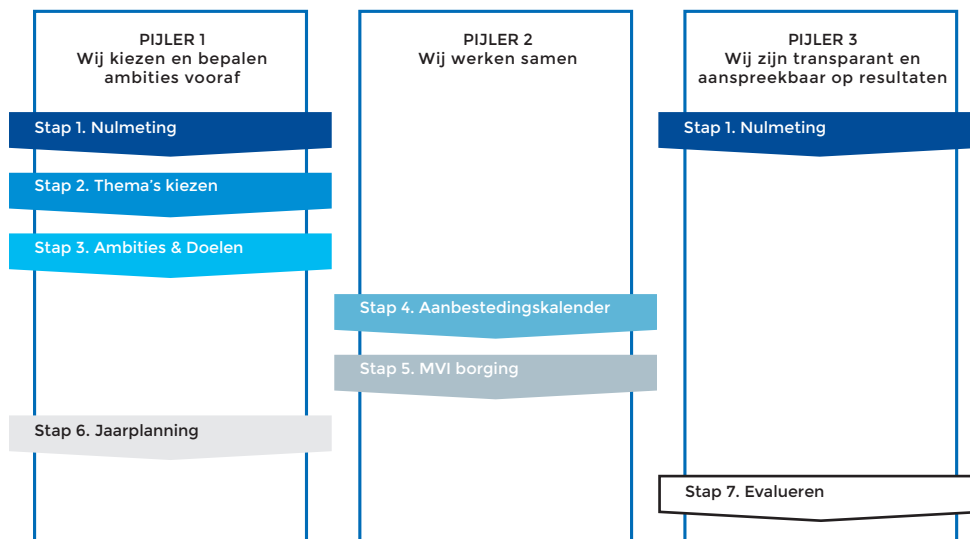 PIJLER 1
Wij kiezen en bepalen
ambities vooraf
Stap 1. Nulmeting
Stap 2. Thema's kiezen
Stap 3. Ambities & Doelen
Stap 6. Jaarplanning
PIJLER 2
Wij werken samen
Stap 4. Aanbestedingskalender
Stap 5. MVI borging
PIJLER 3
Wij zijn transparant en
aanspreekbaar op resultaten
Stap 1. Nulmeting
Stap 7. Evalueren